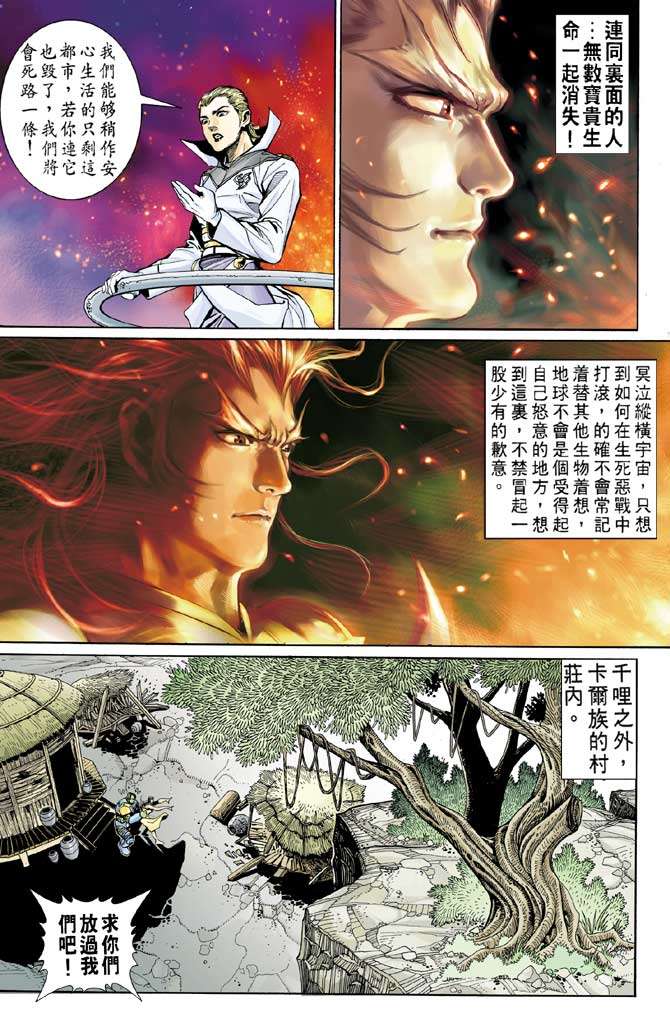 連同裏面的人
…無數寶貴生
命一起消失！
我們能夠稍作安
心生活的只剩這
都市，若你連它
也毀了，我們將
會死路一條！
冥泣縱橫宇宙，只想
到如何在生死惡戰中
打滾，的確不會常記
着替其他生物着想，
地球不會是個受得起
自己怒意的地方，想
到這裏，不禁冒起一
股少有的歉意。
千哩之外，
卡爾族的村
莊內。
求你們
放過我
們吧！